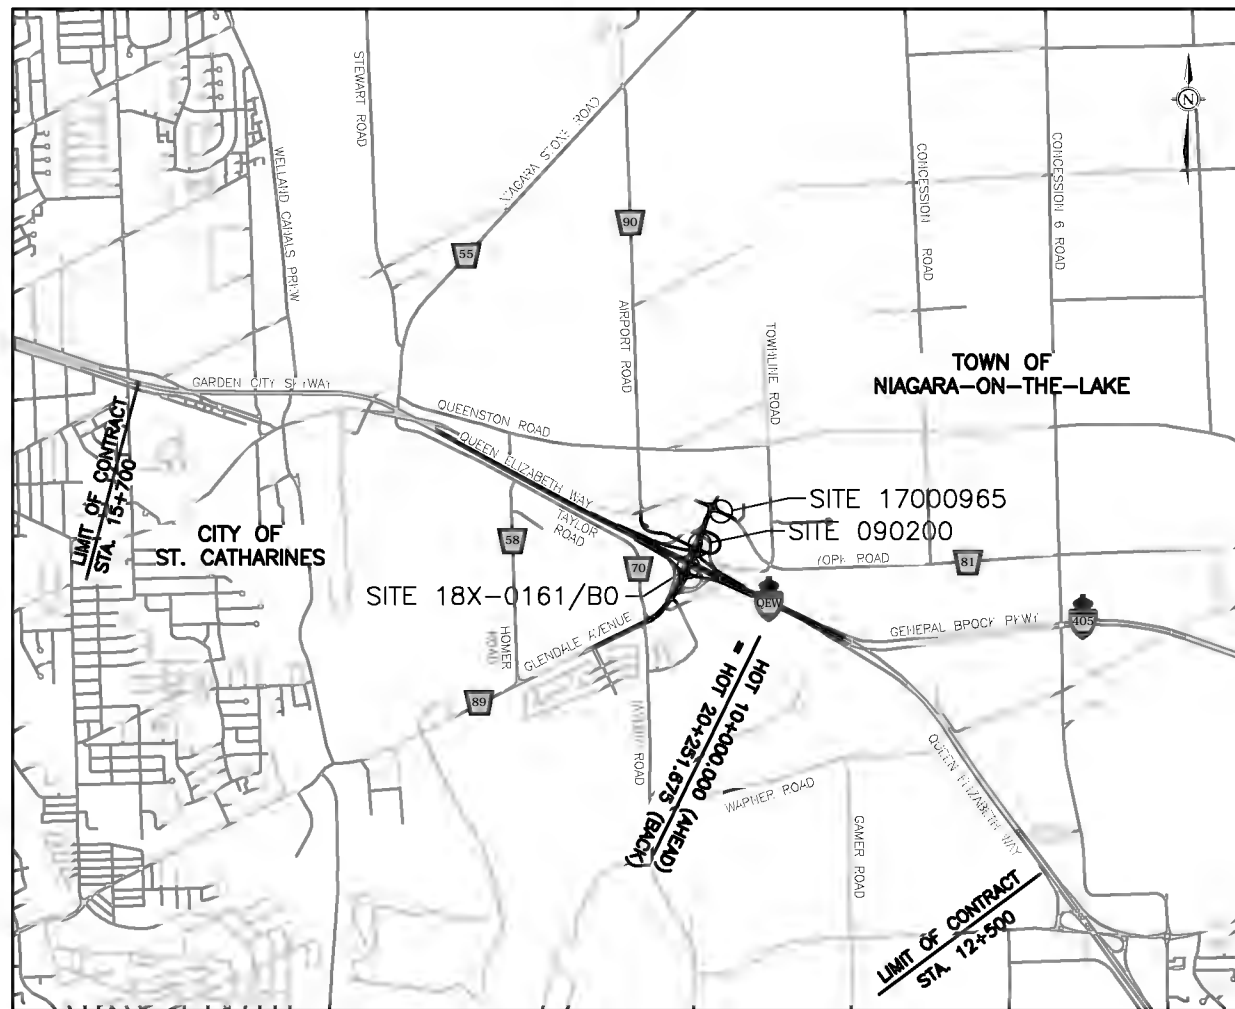 STEWART ROAD
NIAGARA STONE ROAD
WELLAND CANALS PKWY
CONCESSION ROAD
CONCESSION 6 ROAD
N
90
55
AIRPORT ROAD
TOWNLINE ROAD
TOWN OF
NIAGARA-ON-THE-LAKE
GARDEN CITY SKYWAY
QUEENSTON ROAD
QUEEN ELIZABETH WAY
LIMIT OF CONTRACT
STA. 15+700
CITY OF
ST. CATHARINES
TAYLOR
ROAD
SITE 17000965
SITE 090200
58
70
YORK ROAD
81
SITE 18X-0161/B0
QEW
GENERAL BROCK PKWY
405
HOMER
ROAD
GLENDALE AVENUE
89
HOT 10+000.000 (AHEAD)
= HOT 20+251.675 (BACK)
ROAD
WARNER ROAD
GAMER ROAD
QUEEN ELIZABETH WAY
LIMIT OF CONTRACT
STA. 12+500